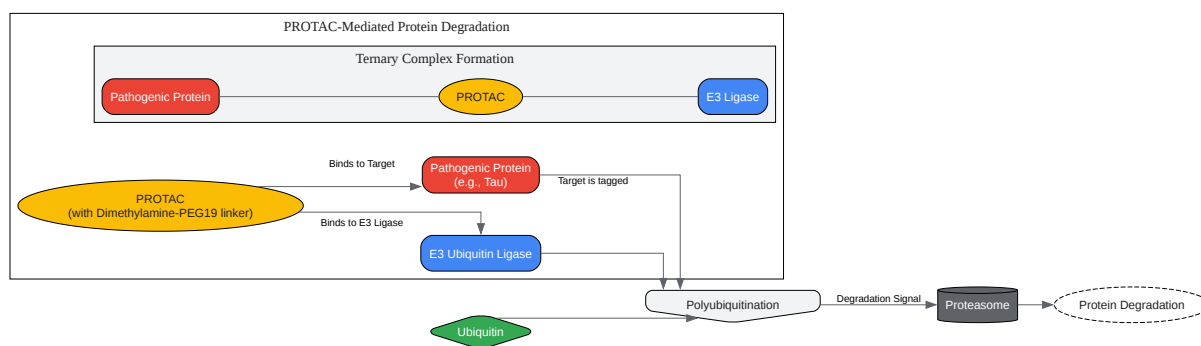 PROTAC-Mediated Protein Degradation
Ternary Complex Formation
Pathogenic Protein
PROTAC
E3 Ligase
Binds to Target
Pathogenic Protein
(e.g., Tau)
Target is tagged
PROTAC
(with Dimethylamine-PEG19 linker)
Binds to E3 Ligase
E3 Ubiquitin Ligase
Polyubiquitination
Degradation Signal
Proteasome
Protein Degradation
Ubiquitin